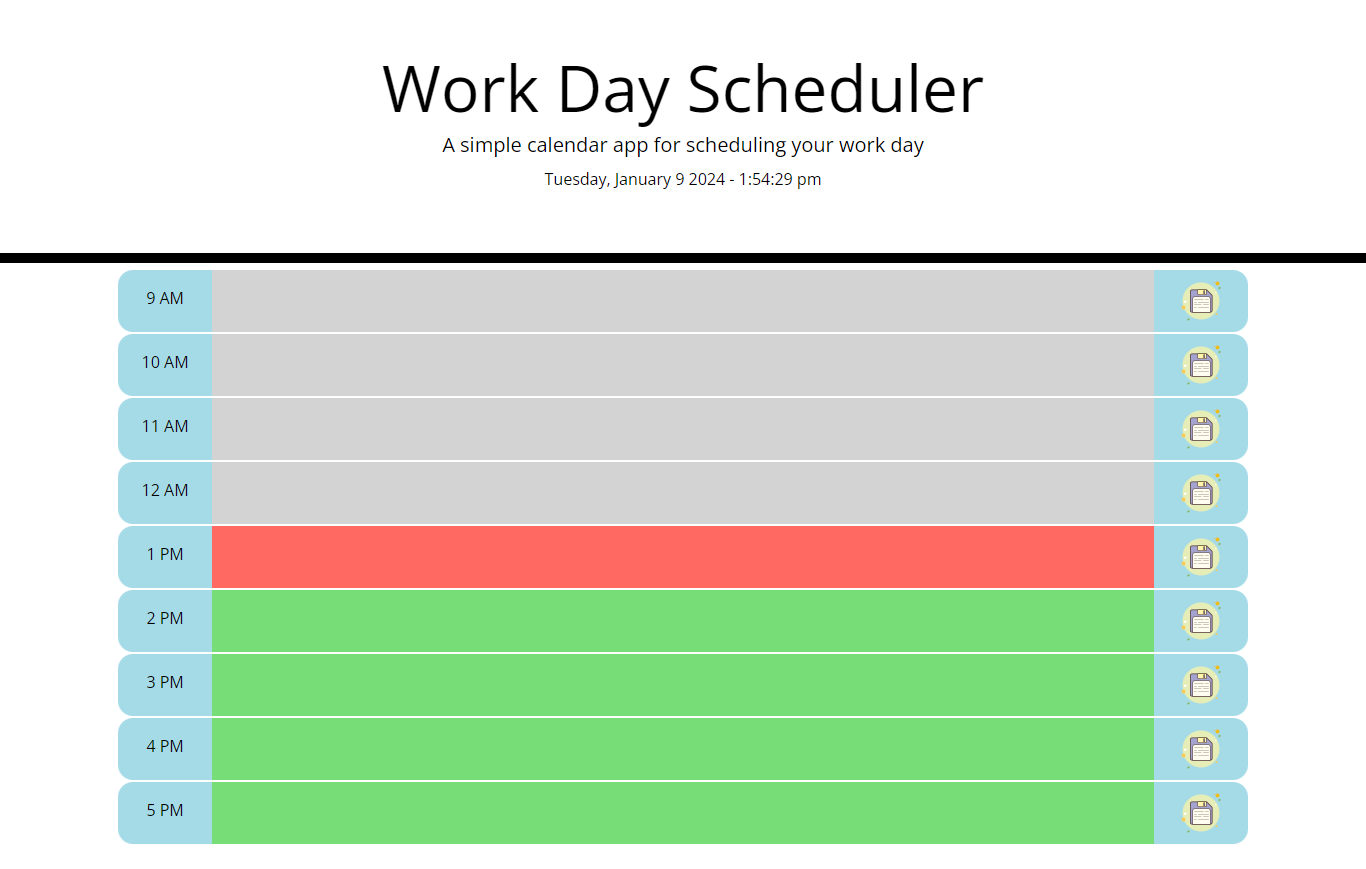 Work Day Scheduler
A simple calendar app for scheduling your work day
Tuesday, January 9 2024 - 1:54:29 pm
9 AM
10 AM
11 AM
12 AM
1 PM
2 PM
3 PM
4 PM
5 PM